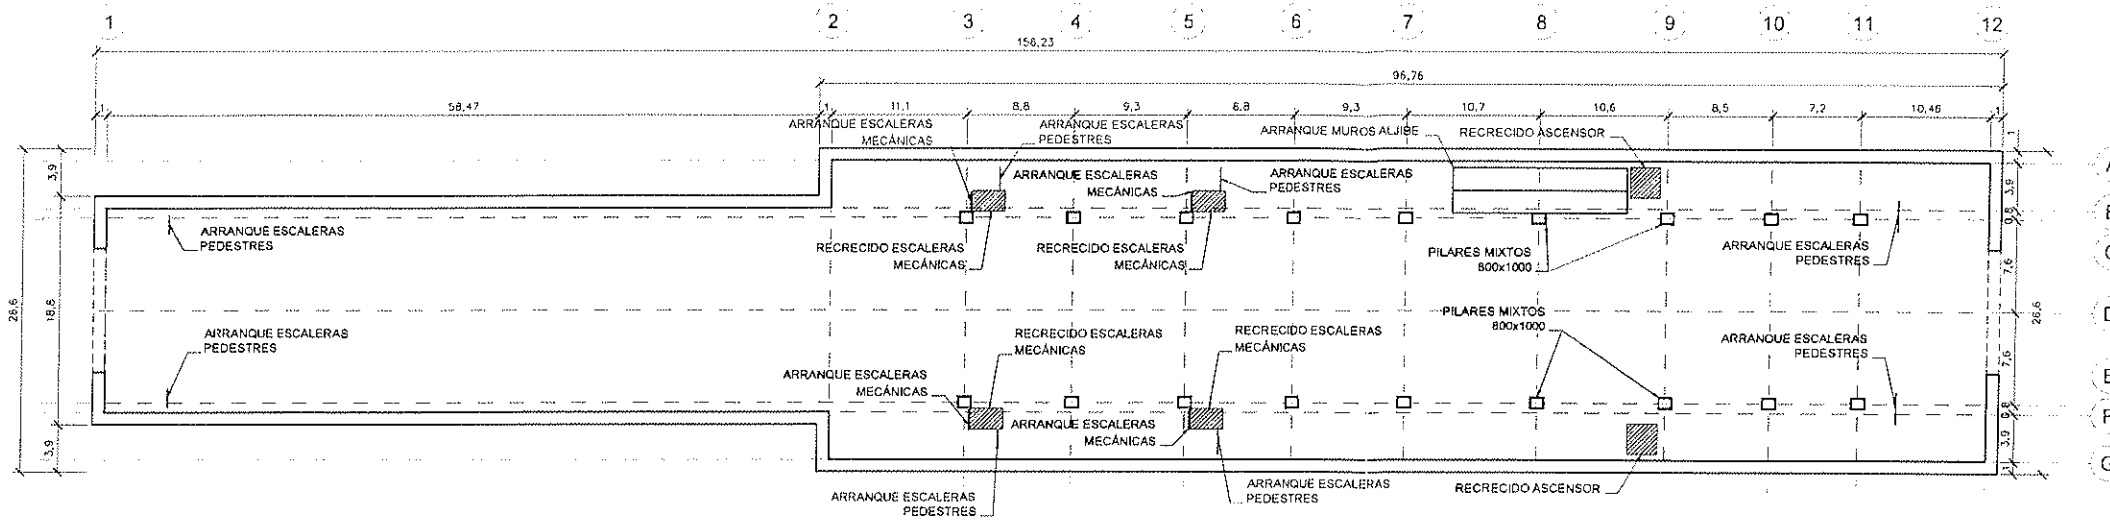 1 2 3 4 5 6 7 8 9 10 11 12
156,23
96,76
1 58,47 1 11,1 8,8 9,3 8,8 9,3 10,7 10,6 8,5 7,2 10,46 1
ARRANQUE ESCALERAS
MECÁNICAS
ARRANQUE ESCALERAS
PEDESTRES
ARRANQUE MUROS ALJIBE
RECRECIDO ASCENSOR
ARRANQUE ESCALERAS
MECÁNICAS
ARRANQUE ESCALERAS
PEDESTRES
ARRANQUE ESCALERAS
PEDESTRES
RECRECIDO ESCALERAS
MECÁNICAS
RECRECIDO ESCALERAS
MECÁNICAS
PILARES MIXTOS
800x1000
ARRANQUE ESCALERAS
PEDESTRES
ARRANQUE ESCALERAS
PEDESTRES
RECRECIDO ESCALERAS
MECÁNICAS
RECRECIDO ESCALERAS
MECÁNICAS
PILARES MIXTOS
800x1000
ARRANQUE ESCALERAS
PEDESTRES
ARRANQUE ESCALERAS
MECÁNICAS
ARRANQUE ESCALERAS
MECÁNICAS
ARRANQUE ESCALERAS
PEDESTRES
ARRANQUE ESCALERAS
PEDESTRES
RECRECIDO ASCENSOR
3,9
18,8
3,9
26,6
1
3,9
0,8
7,6
7,6
0,8
3,9
1
26,6